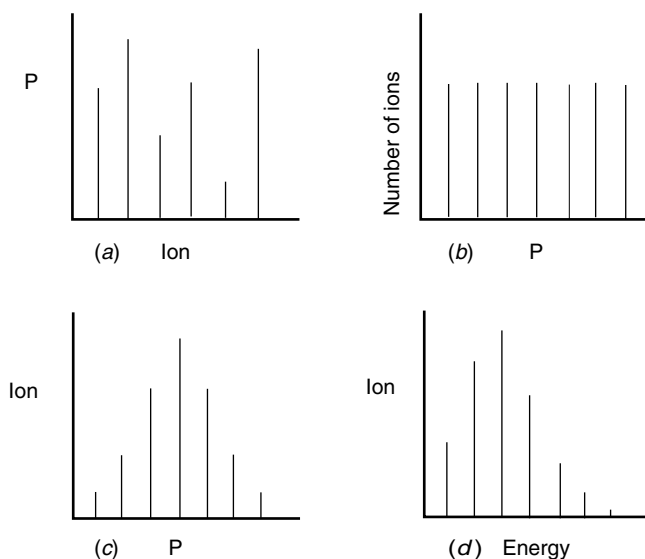 P
(a) Ion
Number of ions
(b) P
Ion
(c) P
Ion
(d) Energy